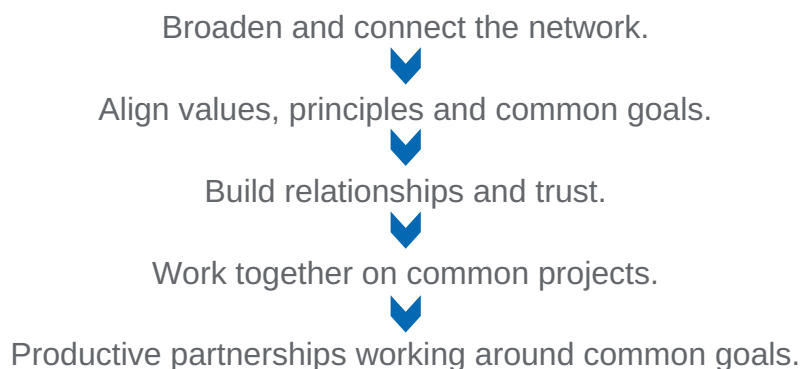 Broaden and connect the network.
Align values, principles and common goals.
Build relationships and trust.
Work together on common projects.
Productive partnerships working around common goals.